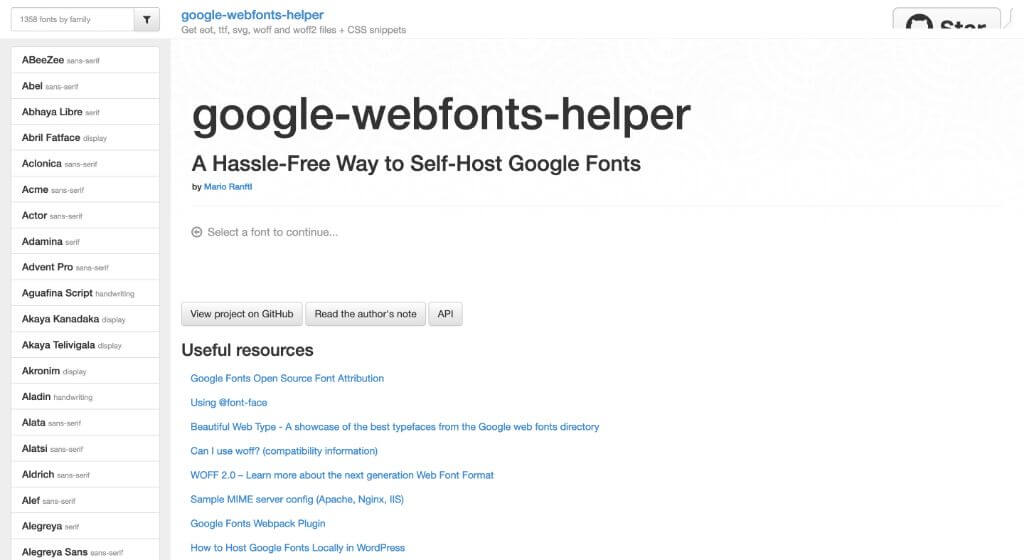 1358 fonts by family
google-webfonts-helper
Get eot, ttf, svg, woff and woff2 files + CSS snippets
Star
ABeeZee sans-serif
Abel sans-serif
Abhaya Libre serif
Abril Fatface display
Aclonica sans-serif
Acme sans-serif
Actor sans-serif
Adamina serif
Advent Pro sans-serif
Aguafina Script handwriting
Akaya Kanadaka display
Akaya Telivigala display
Akronim display
Aladin handwriting
Alata sans-serif
Alatsi sans-serif
Aldrich sans-serif
Alef sans-serif
Alegreya serif
Alegreya Sans sans-serif
google-webfonts-helper
A Hassle-Free Way to Self-Host Google Fonts
by Mario Ranftl
Select a font to continue...
View project on GitHub Read the author's note API
Useful resources
Google Fonts Open Source Font Attribution
Using @font-face
Beautiful Web Type - A showcase of the best typefaces from the Google web fonts directory
Can I use woff? (compatibility information)
WOFF 2.0 – Learn more about the next generation Web Font Format
Sample MIME server config (Apache, Nginx, IIS)
Google Fonts Webpack Plugin
How to Host Google Fonts Locally in WordPress